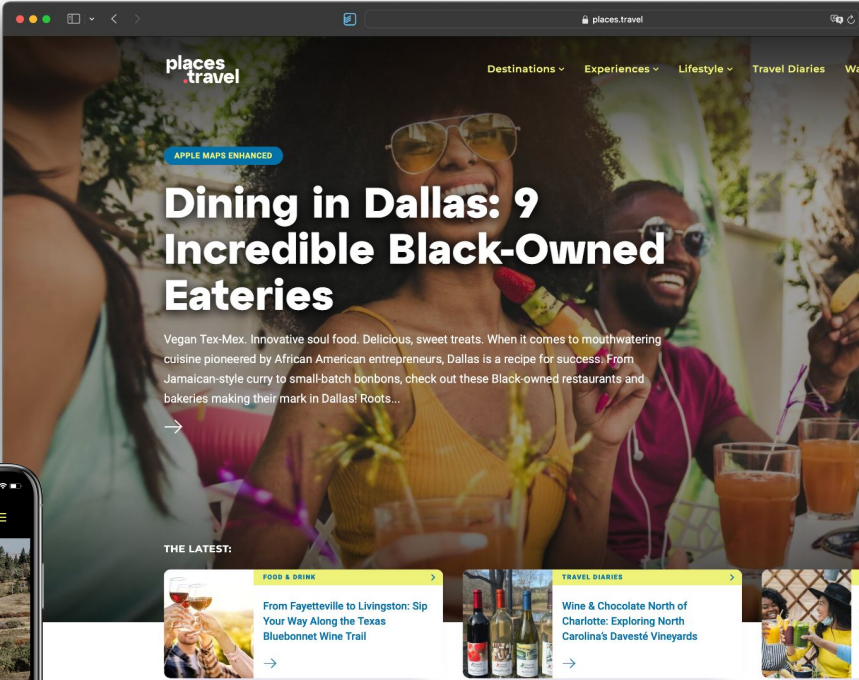 places.travel
places
.travel
Destinations
Experiences
Lifestyle
Travel Diaries
APPLE MAPS ENHANCED
Dining in Dallas: 9
Incredible Black-Owned
Eateries
Vegan Tex-Mex. Innovative soul food. Delicious, sweet treats. When it comes to mouthwatering
cuisine pioneered by African American entrepreneurs, Dallas is a recipe for success. From
Jamaican-style curry to small-batch bonbons, check out these Black-owned restaurants and
bakeries making their mark in Dallas! Roots...
THE LATEST:
FOOD & DRINK
From Fayetteville to Livingston: Sip
Your Way Along the Texas
Bluebonnet Wine Trail
TRAVEL DIARIES
Wine & Chocolate North of
Charlotte: Exploring North
Carolina's Davesté Vineyards